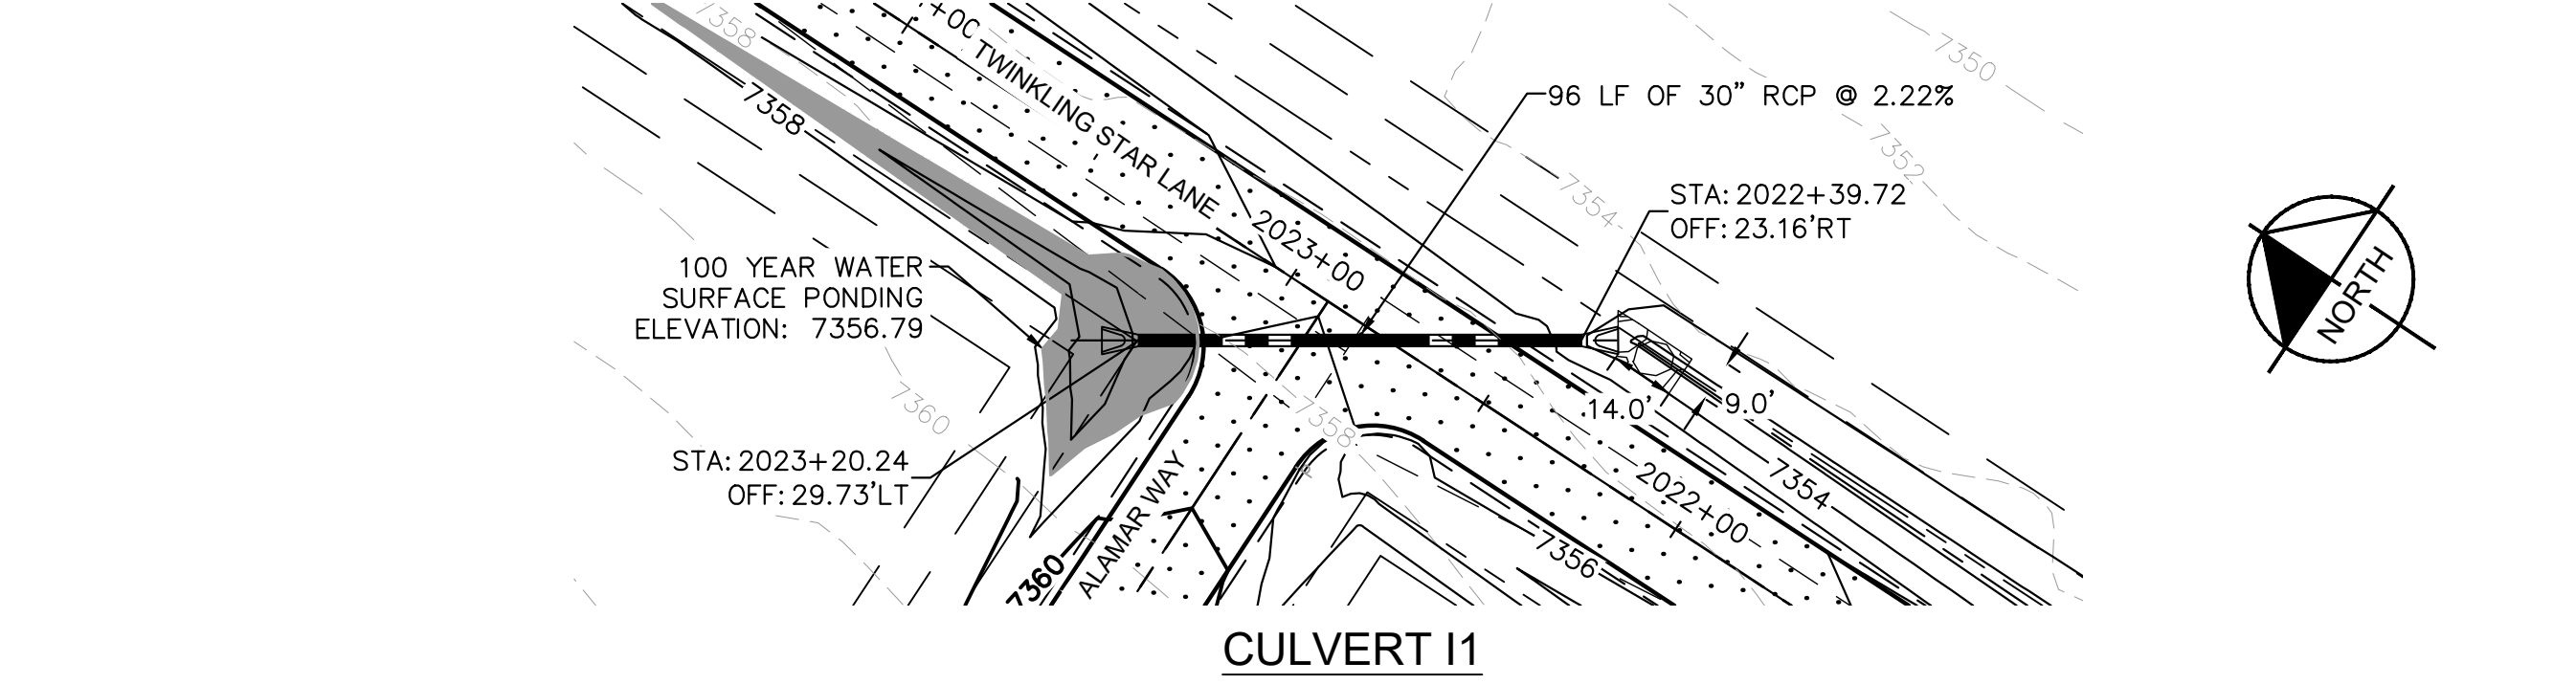 7358
+00
TWINKLING STAR LANE
7350
96 LF OF 30” RCP @ 2.22%
7358
7352
7354
STA: 2022+39.72
OFF: 23.16'RT
2023+00
100 YEAR WATER
SURFACE PONDING
ELEVATION: 7356.79
NORTH
7360
7358
14.0'
9.0'
STA: 2023+20.24
OFF: 29.73'LT
7354
2022+00
7356
ALAMAR WAY
7360
CULVERT I1